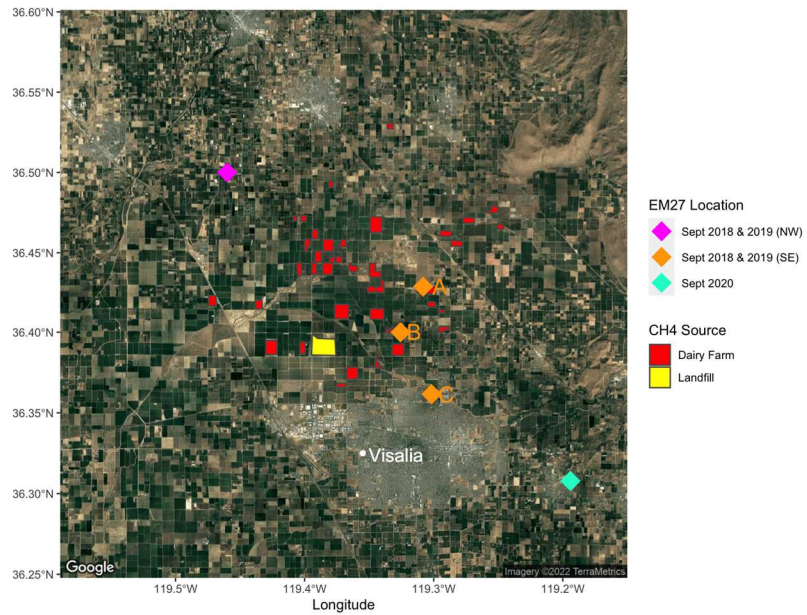 36.60°N
36.55°N
36.50°N
36.45°N
36.40°N
36.35°N
36.30°N
36.25°N
A
B
C
Visalia
Google
Imagery ©2022 TerraMetrics
119.5°W
119.4°W
119.3°W
119.2°W
Longitude
EM27 Location
Sept 2018 & 2019 (NW)
Sept 2018 & 2019 (SE)
Sept 2020
CH4 Source
Dairy Farm
Landfill